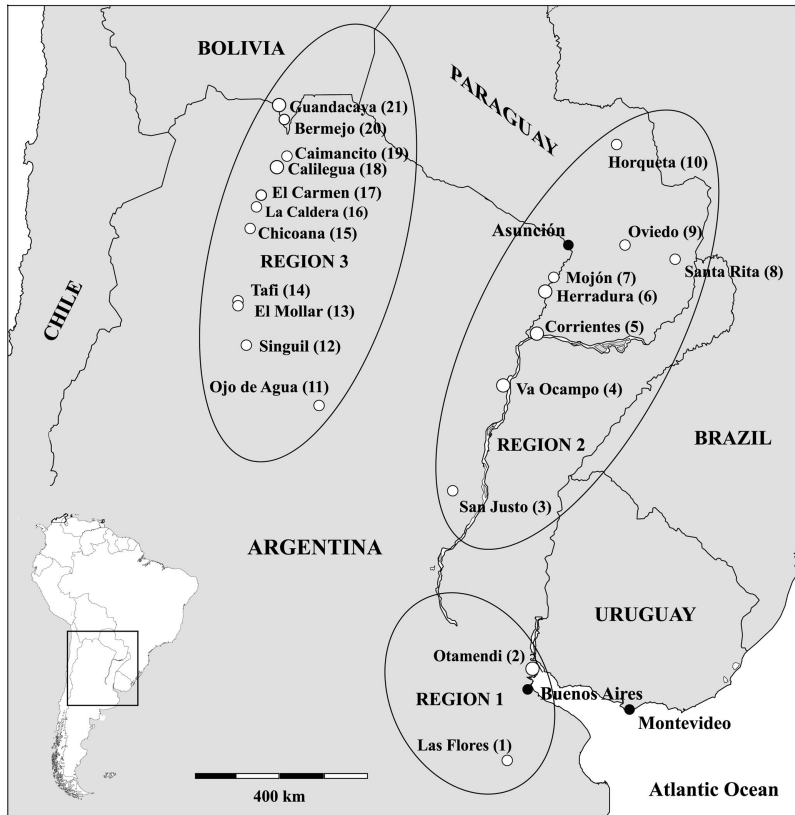 BOLIVIA
PARAGUAY
Guandacaya (21)
Bermejo (20)
Caimancito (19)
Calilegua (18)
El Carmen (17)
La Caldera (16)
Chicoana (15)
REGION 3
Tafi (14)
El Mollar (13)
Singuil (12)
Ojo de Agua (11)
CHILE
Horqueta (10)
Asunción
Oviedo (9)
Santa Rita (8)
Mojón (7)
Herradura (6)
Corrientes (5)
Va Ocampo (4)
REGION 2
BRAZIL
San Justo (3)
ARGENTINA
URUGUAY
Otamendi (2)
REGION 1
Buenos Aires
Montevideo
Las Flores (1)
400 km
Atlantic Ocean